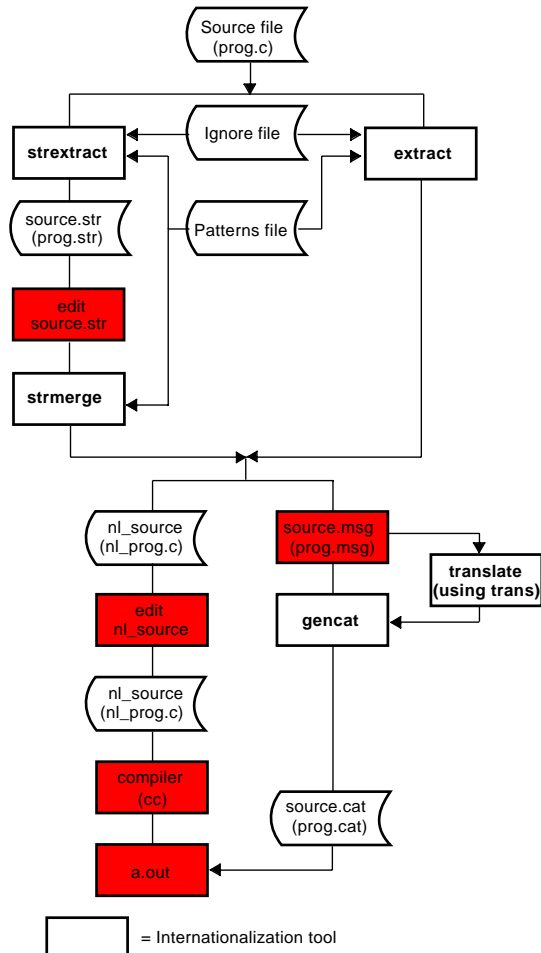 Source file
(prog.c)
Ignore file
strextract
extract
source.str
(prog.str)
Patterns file
edit
source.str
strmerge
nl_source
(nl_prog.c)
source.msg
(prog.msg)
translate
(using trans)
edit
nl_source
gencat
nl_source
(nl_prog.c)
compiler
(cc)
source.cat
(prog.cat)
a.out
= Internationalization tool